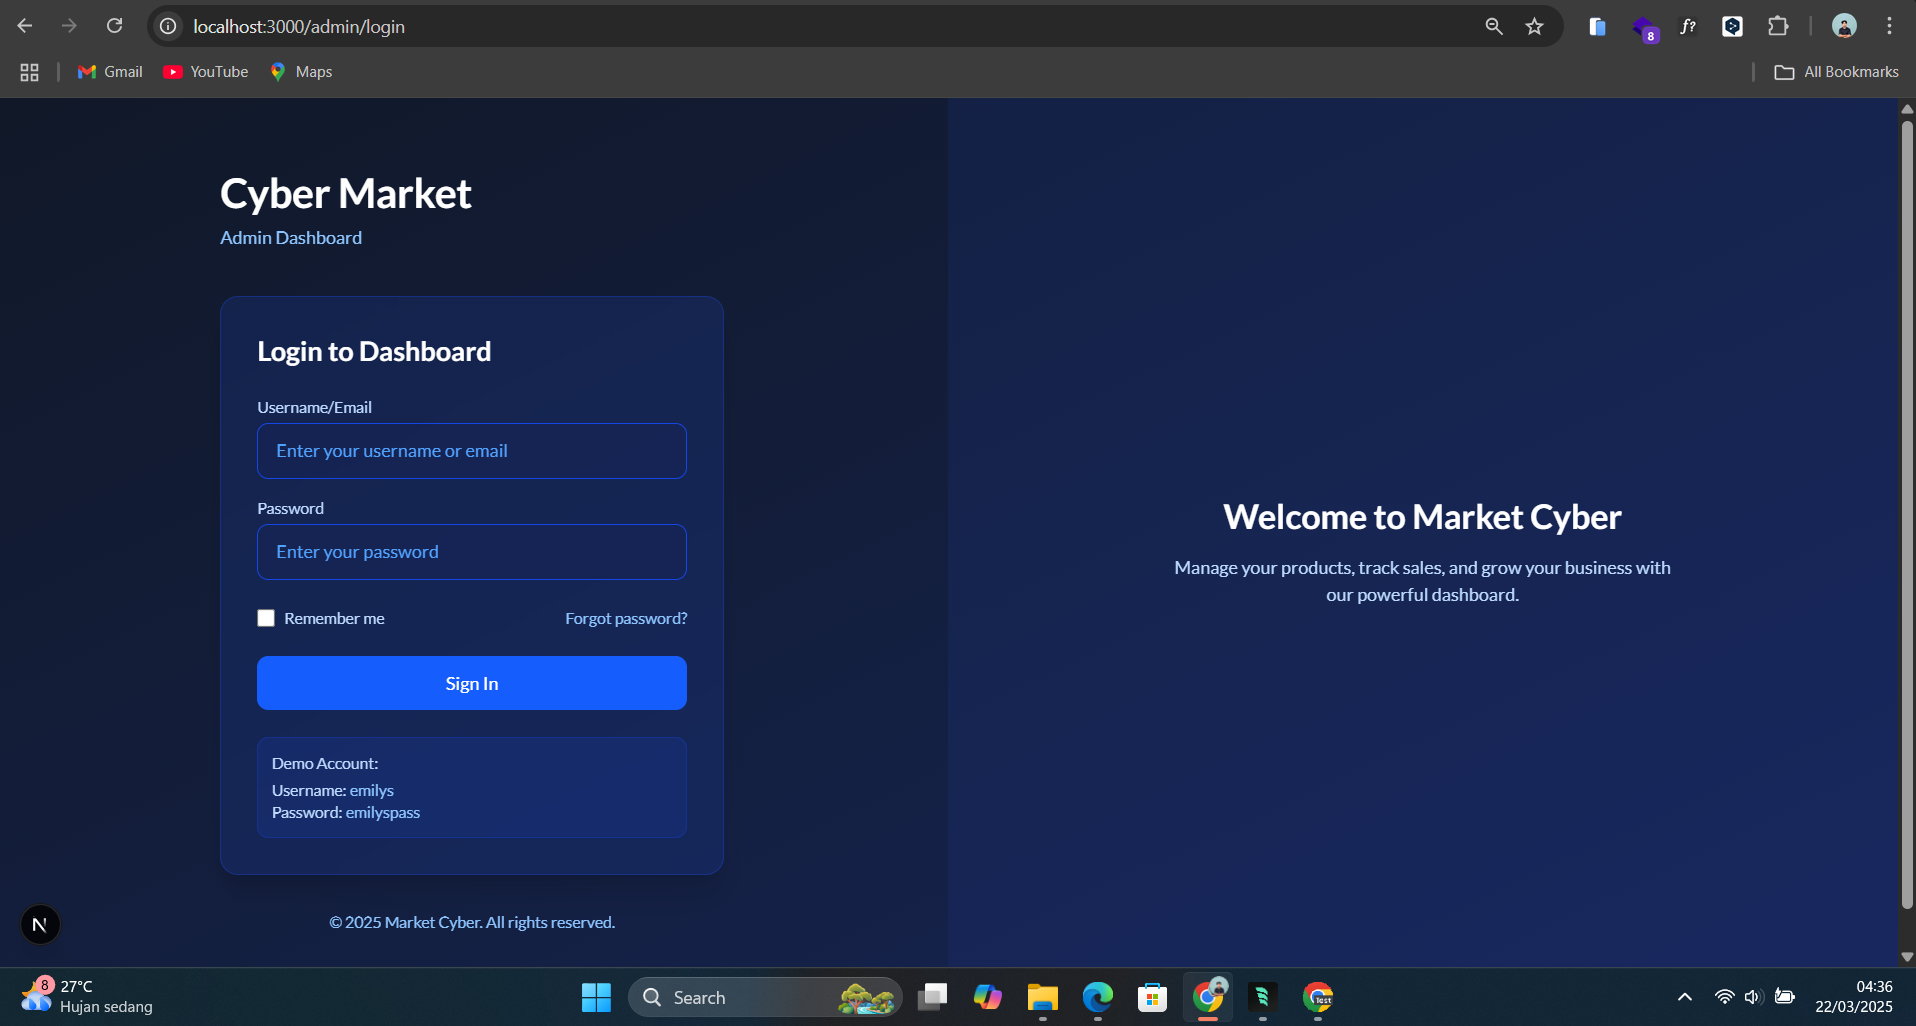 localhost:3000/admin/login
8
f?
Gmail
YouTube
Maps
All Bookmarks
Cyber Market
Admin Dashboard
Login to Dashboard
Username/Email
Enter your username or email
Password
Enter your password
Remember me
Forgot password?
Sign In
Demo Account:
Username: emilys
Password: emilyspass
© 2025 Market Cyber. All rights reserved.
Welcome to Market Cyber
Manage your products, track sales, and grow your business with
our powerful dashboard.
N
8
27°C
Hujan sedang
Search
Test
04:36
22/03/2025